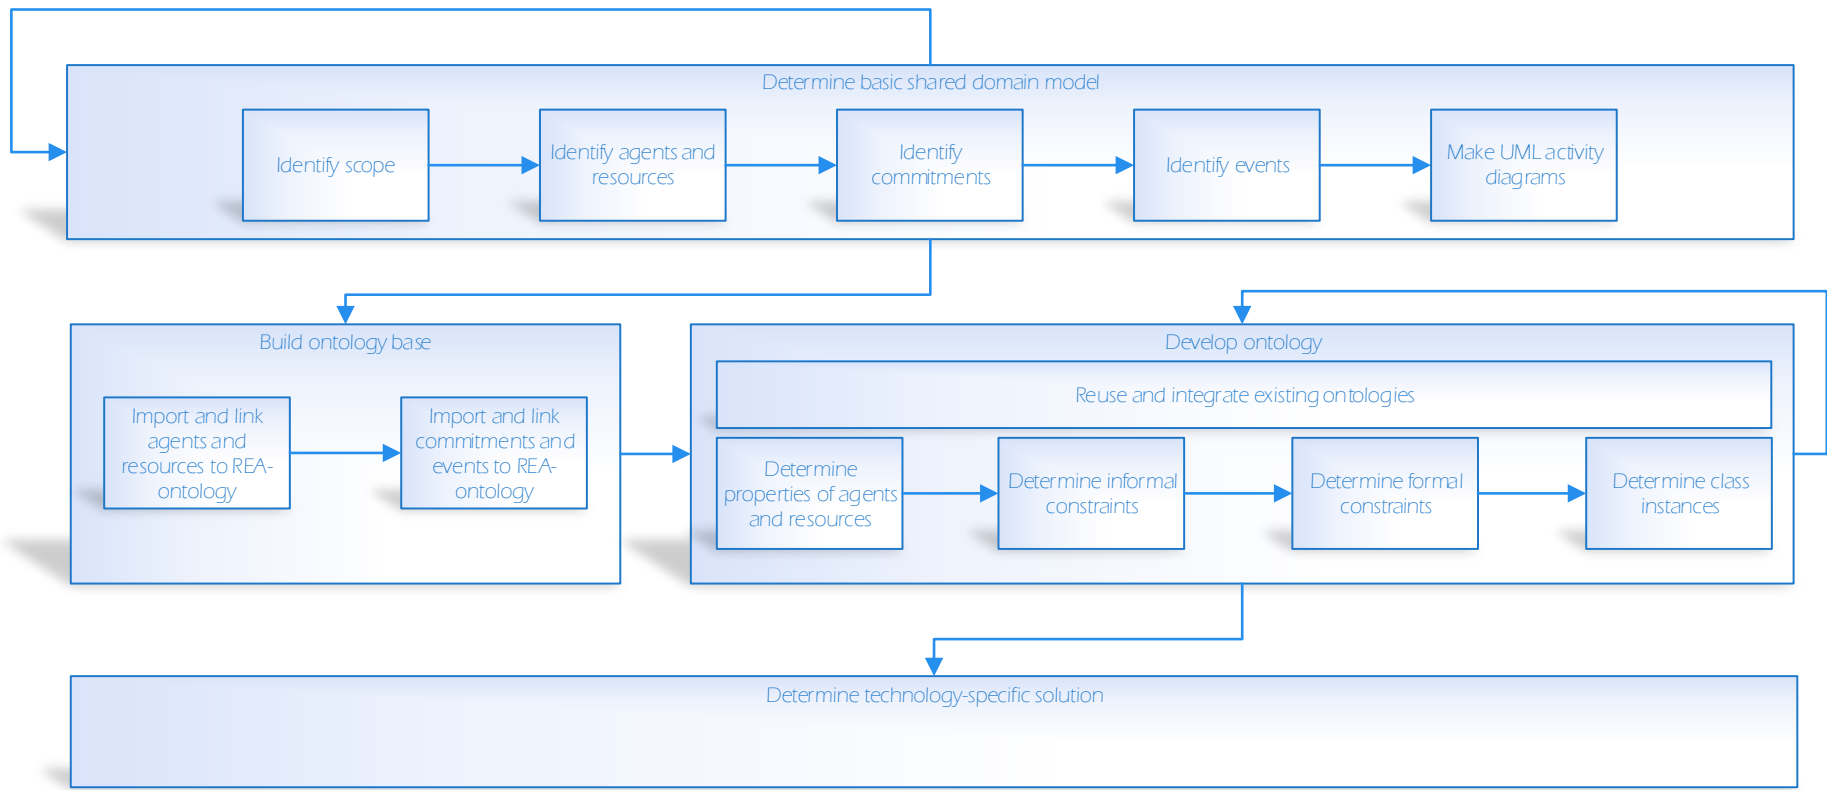 Determine basic shared domain model
Identify scope
Identify agents and
resources
Identify
commitments
Identify events
Make UML activity
diagrams
Build ontology base
Import and link
agents and
resources to REA-
ontology
Import and link
commitments and
events to REA-
ontology
Develop ontology
Reuse and integrate existing ontologies
Determine
properties of agents
and resources
Determine informal
constraints
Determine formal
constraints
Determine class
instances
Determine technology-specific solution